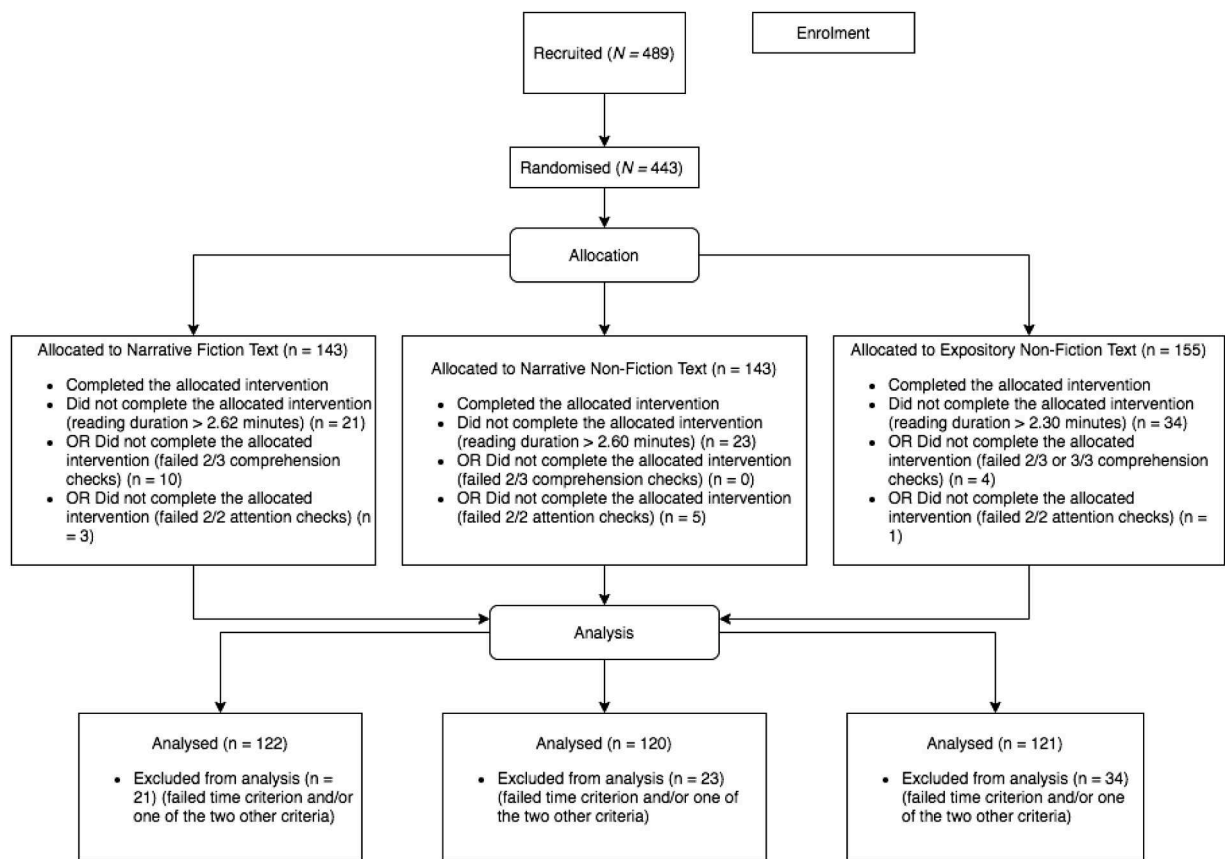 Recruited (N = 489)
Enrolment
Randomised (N = 443)
Allocation
Allocated to Narrative Fiction Text (n = 143)
• Completed the allocated intervention
• Did not complete the allocated intervention
(reading duration > 2.62 minutes) (n = 21)
• OR Did not complete the allocated
intervention (failed 2/3 comprehension
checks) (n = 10)
• OR Did not complete the allocated
intervention (failed 2/2 attention checks) (n
= 3)
Allocated to Narrative Non-Fiction Text (n = 143)
• Completed the allocated intervention
• Did not complete the allocated intervention
(reading duration > 2.60 minutes) (n = 23)
• OR Did not complete the allocated intervention
(failed 2/3 comprehension checks) (n = 0)
• OR Did not complete the allocated intervention
(failed 2/2 attention checks) (n = 5)
Allocated to Expository Non-Fiction Text (n = 155)
• Completed the allocated intervention
• Did not complete the allocated intervention
(reading duration > 2.30 minutes) (n = 34)
• OR Did not complete the allocated
intervention (failed 2/3 or 3/3 comprehension
checks) (n = 4)
• OR Did not complete the allocated
intervention (failed 2/2 attention checks) (n =
1)
Analysis
Analysed (n = 122)
• Excluded from analysis (n =
21) (failed time criterion and/or
one of the two other criteria)
Analysed (n = 120)
• Excluded from analysis (n = 23)
(failed time criterion and/or one of
the two other criteria)
Analysed (n = 121)
• Excluded from analysis (n = 34)
(failed time criterion and/or one
of the two other criteria)